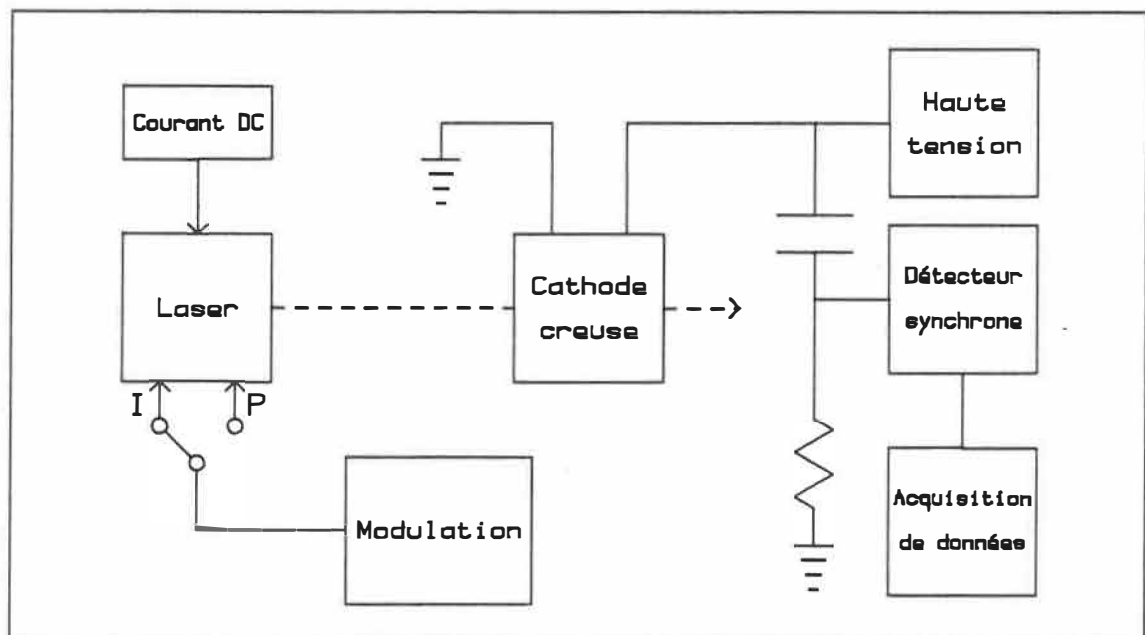 Courant DC
Haute
tension
Laser
Cathode
creuse
Détecteur
synchrone
I
P
Modulation
Acquisition
de données